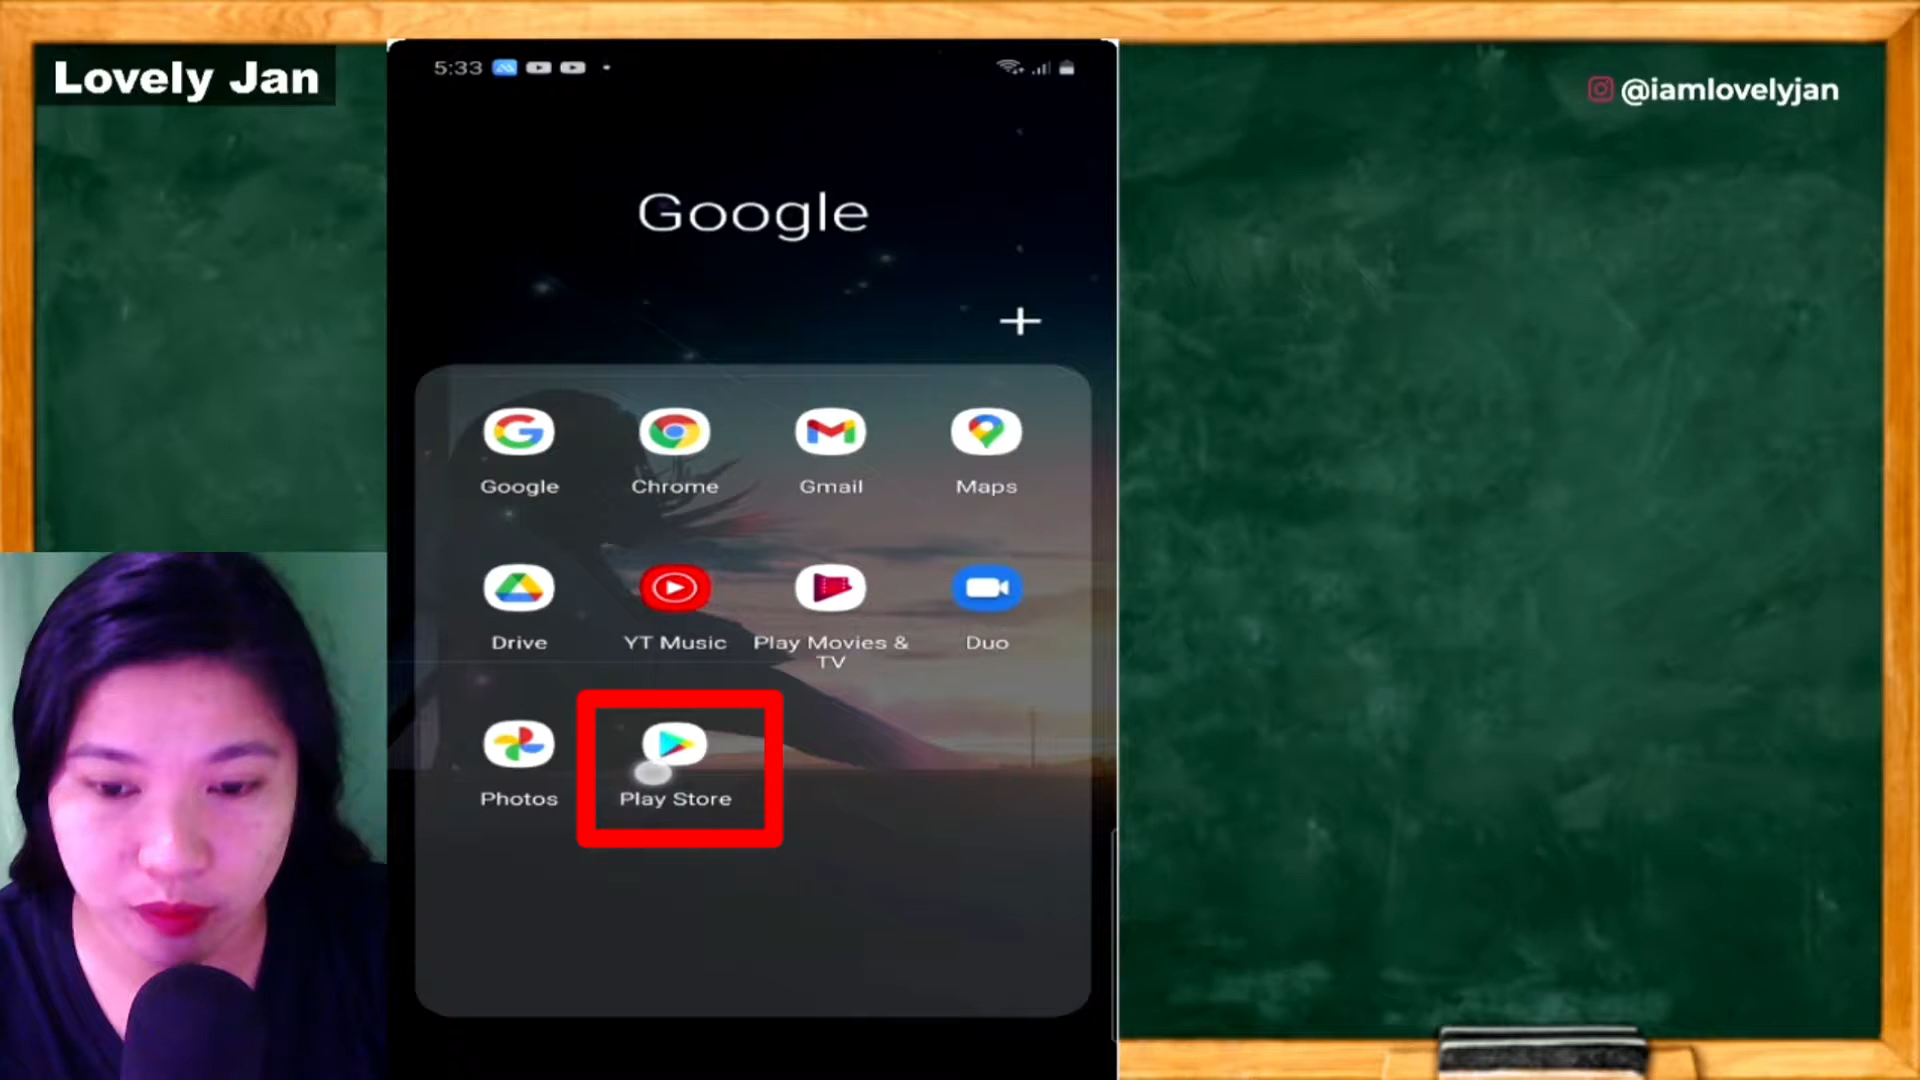 Lovely Jan
5:33
@iamlovelyjan
Google
+
Google
Chrome
Gmail
Maps
Drive
YT Music
Play Movies &
TV
Duo
Photos
Play Store